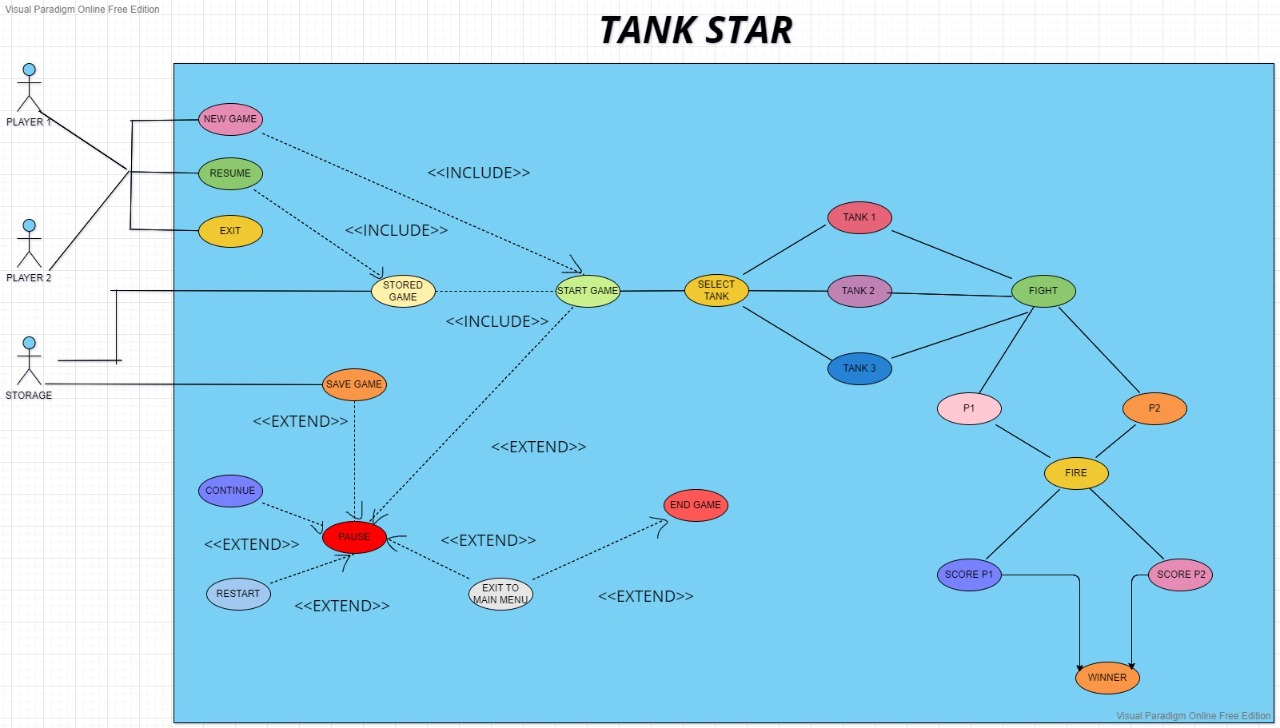 Visual Paradigm Online Free Edition
TANK STAR
PLAYER 1
NEW GAME
<<INCLUDE>>
RESUME
<<INCLUDE>>
EXIT
TANK 1
PLAYER 2
STORED
GAME
START GAME
SELECT
TANK
TANK 2
FIGHT
<<INCLUDE>>
TANK 3
STORAGE
SAVE GAME
<<EXTEND>>
P1
P2
<<EXTEND>>
FIRE
CONTINUE
END GAME
PAUSE
<<EXTEND>>
<<EXTEND>>
SCORE P1
SCORE P2
RESTART
EXIT TO
MAIN MENU
<<EXTEND>>
<<EXTEND>>
WINNER
Visual Paradigm Online Free Edition